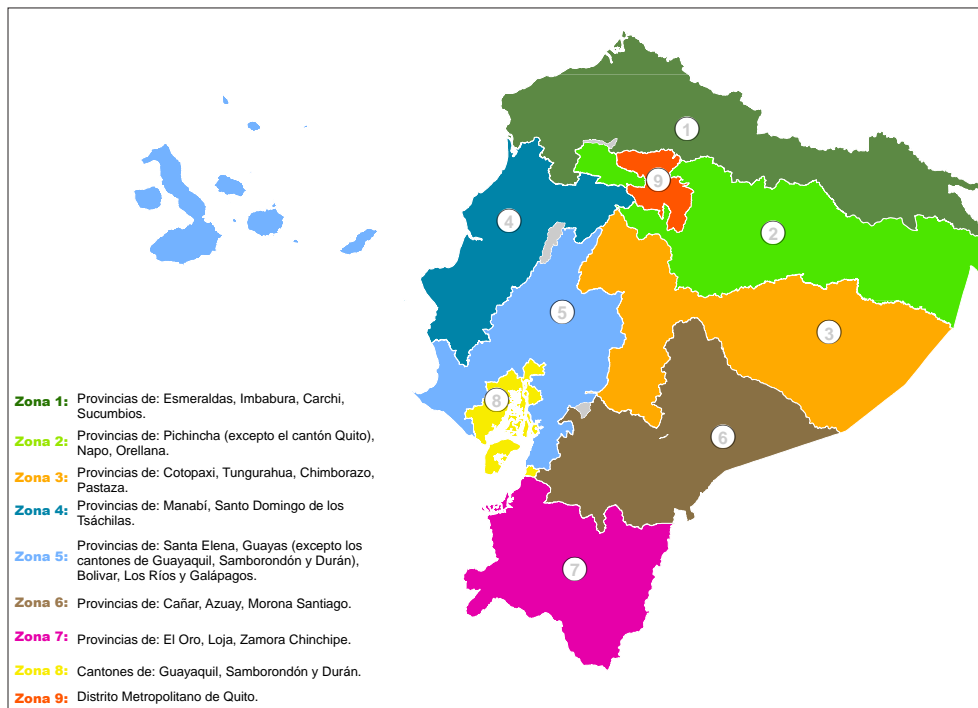 1
9
4
2
5
3
8
6
7
Zona 1: Provincias de: Esmeraldas, Imbabura, Carchi,
Sucumbios.
Zona 2: Provincias de: Pichincha (excepto el cantón Quito),
Napo, Orellana.
Zona 3: Provincias de: Cotopaxi, Tungurahua, Chimborazo,
Pastaza.
Zona 4: Provincias de: Manabí, Santo Domingo de los
Tsáchilas.
Zona 5: Provincias de: Santa Elena, Guayas (excepto los
cantones de Guayaquil, Samborondón y Durán),
Bolivar, Los Ríos y Galápagos.
Zona 6: Provincias de: Cañar, Azuay, Morona Santiago.
Zona 7: Provincias de: El Oro, Loja, Zamora Chinchipe.
Zona 8: Cantones de: Guayaquil, Samborondón y Durán.
Zona 9: Distrito Metropolitano de Quito.